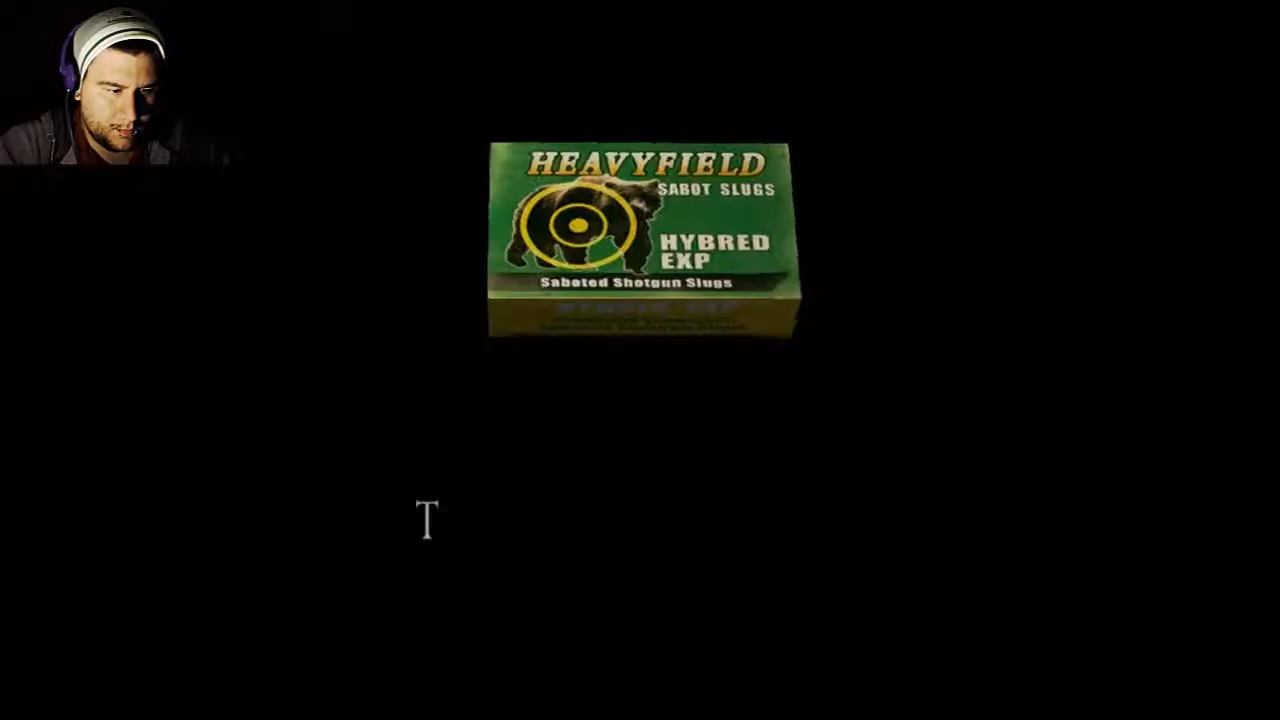 HEAVYFIELD
SABOT SLUGS
HYBRED
EXP
Saboted Shotgun Slugs
T